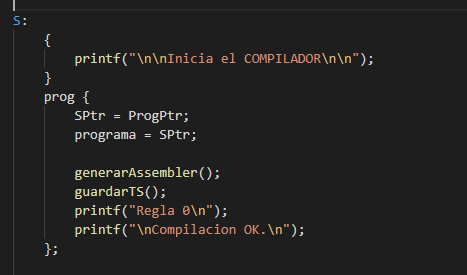 S:
    {
        printf("\n\nInicia el COMPILADOR\n\n");
    }
    prog {
        SPtr = ProgPtr;
        programa = SPtr;

        generarAssembler();
        guardarTS();
        printf("Regla 0\n");
        printf("\nCompilacion OK.\n");
    };